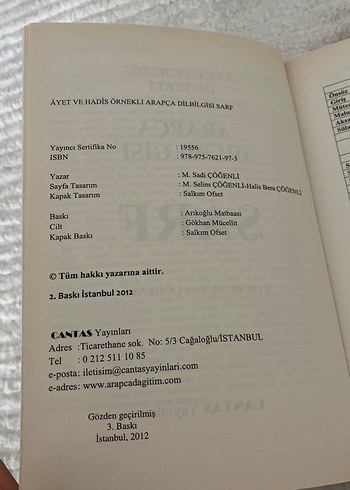 ÂYET VE HADÎS ÖRNEKLİ ARAPÇA DİLBİLGİSİ SARF
Yayıncı Sertifika No : 19556
ISBN : 978-975-7621-97-3
Yazar : M. Sadi ÇÖĞENLİ
Sayfa Tasarım : M. Selim ÇÖĞENLİ-Halis Bera ÇÖĞENLİ
Kapak Tasarım : Salkım Ofset
Baskı : Arıkoğlu Matbaası
Cilt : Gökhan Mücellit
Kapak Baskı : Salkım Ofset
© Tüm hakkı yazarına aittir.
2. Baskı İstanbul 2012
CANTAS Yayınları
Adres :Ticarethane sok. No: 5/3 Cağaloğlu/İSTANBUL
Tel : 0 212 511 10 85
e-posta: iletisim@cantasyayinlari.com
e-adres: www.arapcadagitim.com
Gözden geçirilmiş
3. Baskı
İstanbul, 2012
Önsöz
Giriş